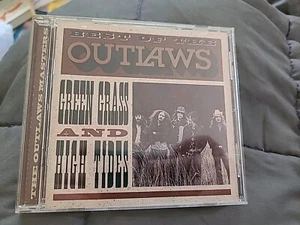 BEST OF THE
OUTLAWS
GREEN GRASS
AND
HIGH TIDES
THE OUTLAWS MASTERS